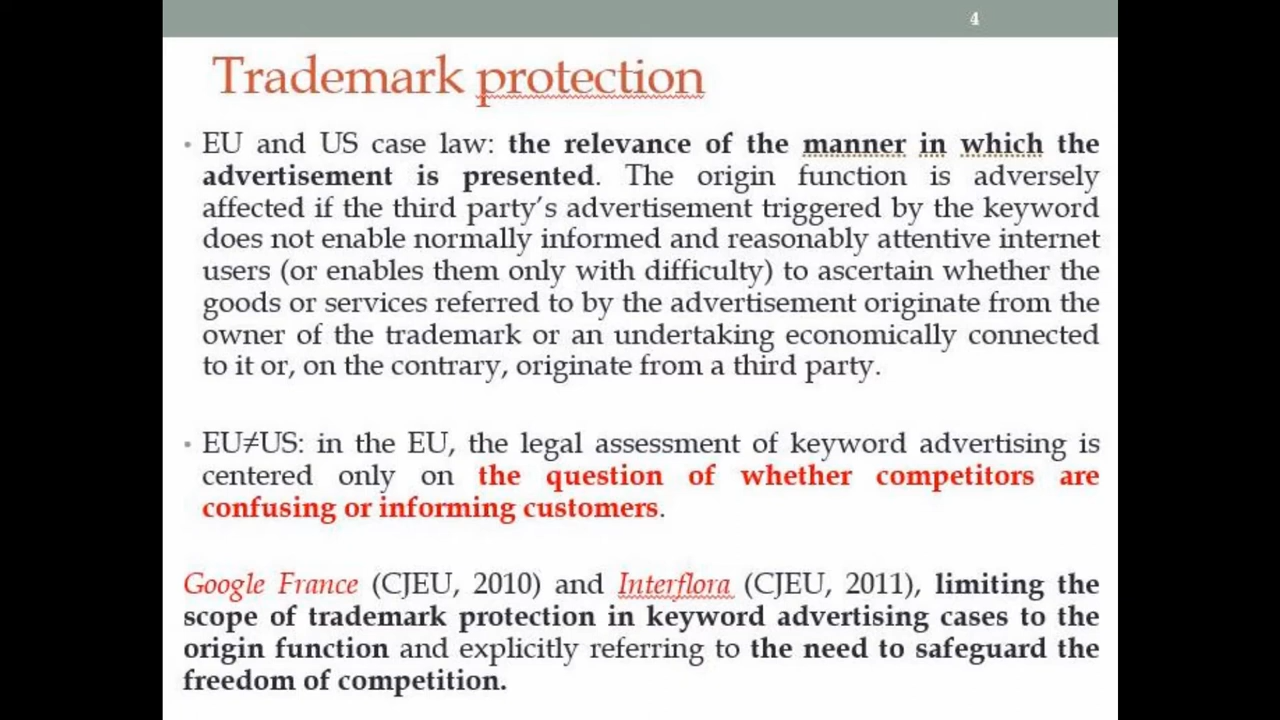 4
Trademark protection
• EU and US case law: the relevance of the manner in which the
advertisement is presented. The origin function is adversely
affected if the third party’s advertisement triggered by the keyword
does not enable normally informed and reasonably attentive internet
users (or enables them only with difficulty) to ascertain whether the
goods or services referred to by the advertisement originate from the
owner of the trademark or an undertaking economically connected
to it or, on the contrary, originate from a third party.
• EU≠US: in the EU, the legal assessment of keyword advertising is
centered only on the question of whether competitors are
confusing or informing customers.
Google France (CJEU, 2010) and Interflora (CJEU, 2011), limiting the
scope of trademark protection in keyword advertising cases to the
origin function and explicitly referring to the need to safeguard the
freedom of competition.